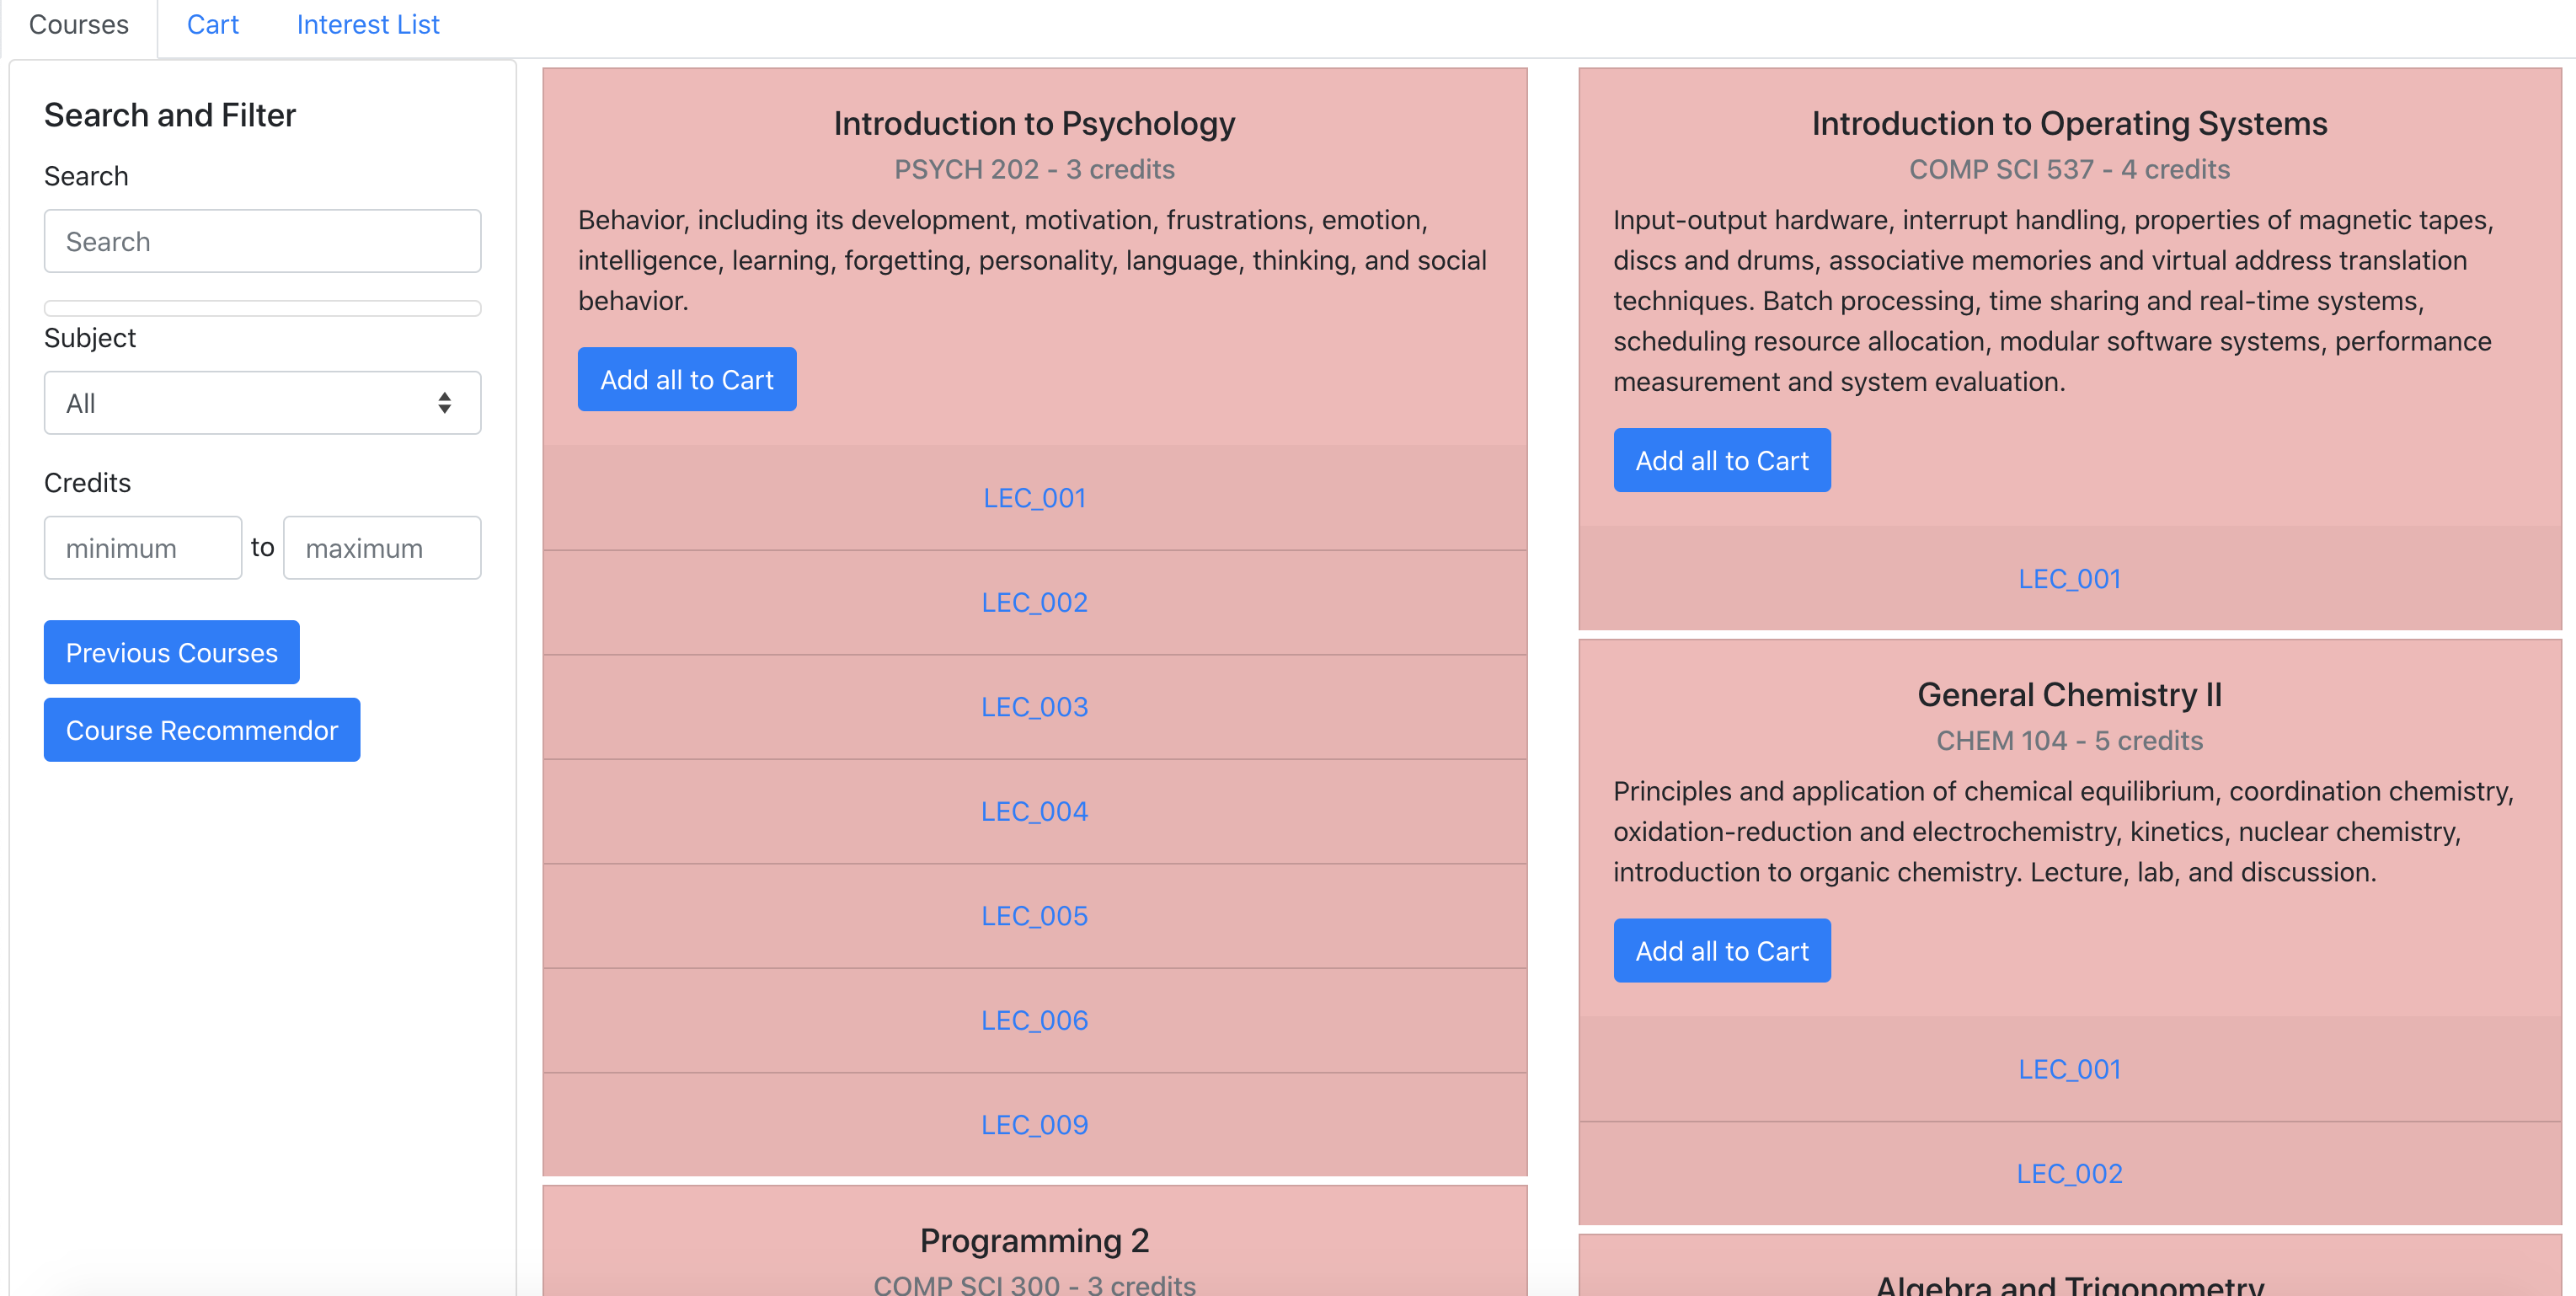 Courses
Cart
Interest List
Search and Filter
Search
Search
Subject
All
Credits
minimum to maximum
Previous Courses
Course Recommendor
Introduction to Psychology
PSYCH 202 - 3 credits
Behavior, including its development, motivation, frustrations, emotion,
intelligence, learning, forgetting, personality, language, thinking, and social
behavior.
Add all to Cart
LEC_001
LEC_002
LEC_003
LEC_004
LEC_005
LEC_006
LEC_009
Programming 2
COMP SCI 300 - 3 credits
Introduction to Operating Systems
COMP SCI 537 - 4 credits
Input-output hardware, interrupt handling, properties of magnetic tapes,
discs and drums, associative memories and virtual address translation
techniques. Batch processing, time sharing and real-time systems,
scheduling resource allocation, modular software systems, performance
measurement and system evaluation.
Add all to Cart
LEC_001
General Chemistry II
CHEM 104 - 5 credits
Principles and application of chemical equilibrium, coordination chemistry,
oxidation-reduction and electrochemistry, kinetics, nuclear chemistry,
introduction to organic chemistry. Lecture, lab, and discussion.
Add all to Cart
LEC_001
LEC_002
Algebra and Trigonometry